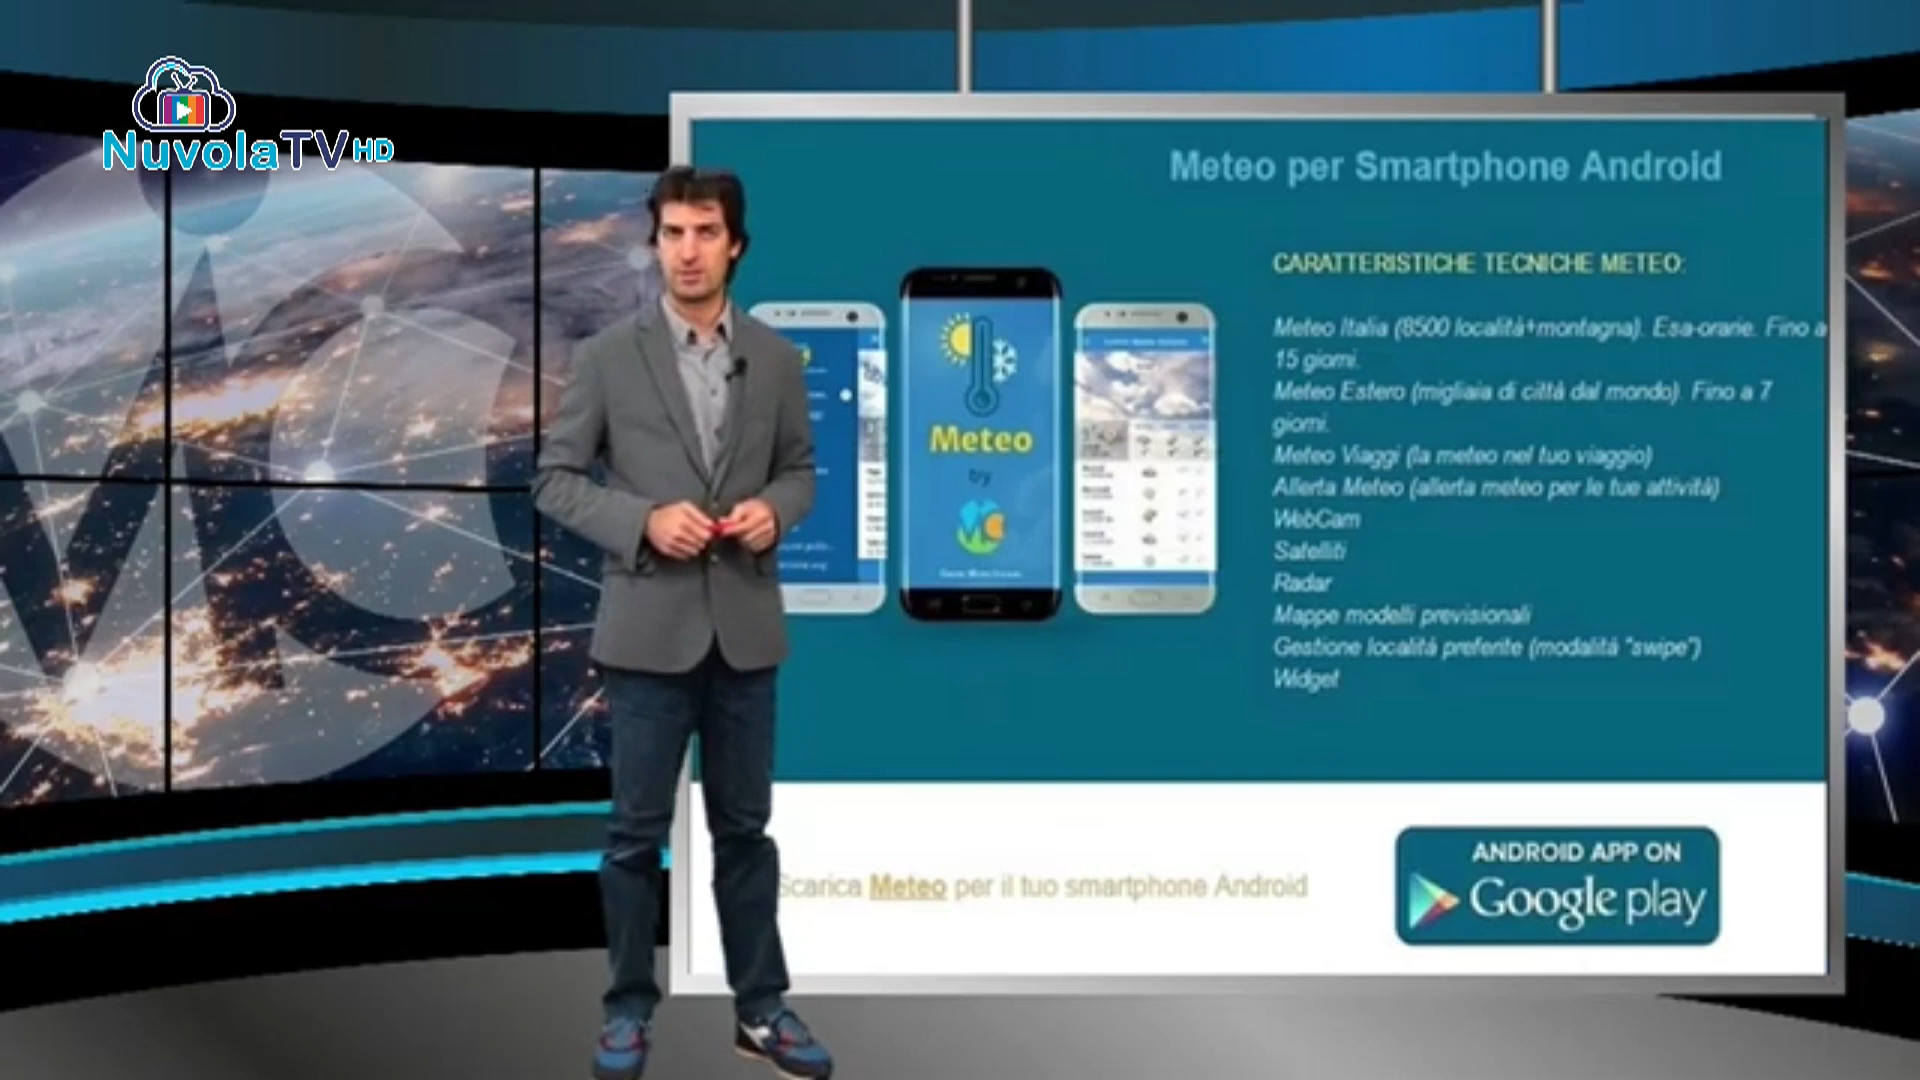 NuvolaTV HD
Meteo per Smartphone Android
CARATTERISTICHE TECNICHE METEO:
Meteo Italia (8500 località+montagna). Esa-orarie. Fino a
15 giorni.
Meteo Estero (migliaia di città dal mondo). Fino a 7
giorni.
Meteo Viaggi (la meteo nel tuo viaggio)
Allerta Meteo (allerta meteo per le tue attività)
WebCam
Satelliti
Radar
Mappe modelli previsionali
Gestione località preferite (modalità "swipe")
Widget
Meteo
by
MC
Scarica Meteo per il tuo smartphone Android
ANDROID APP ON
Google play